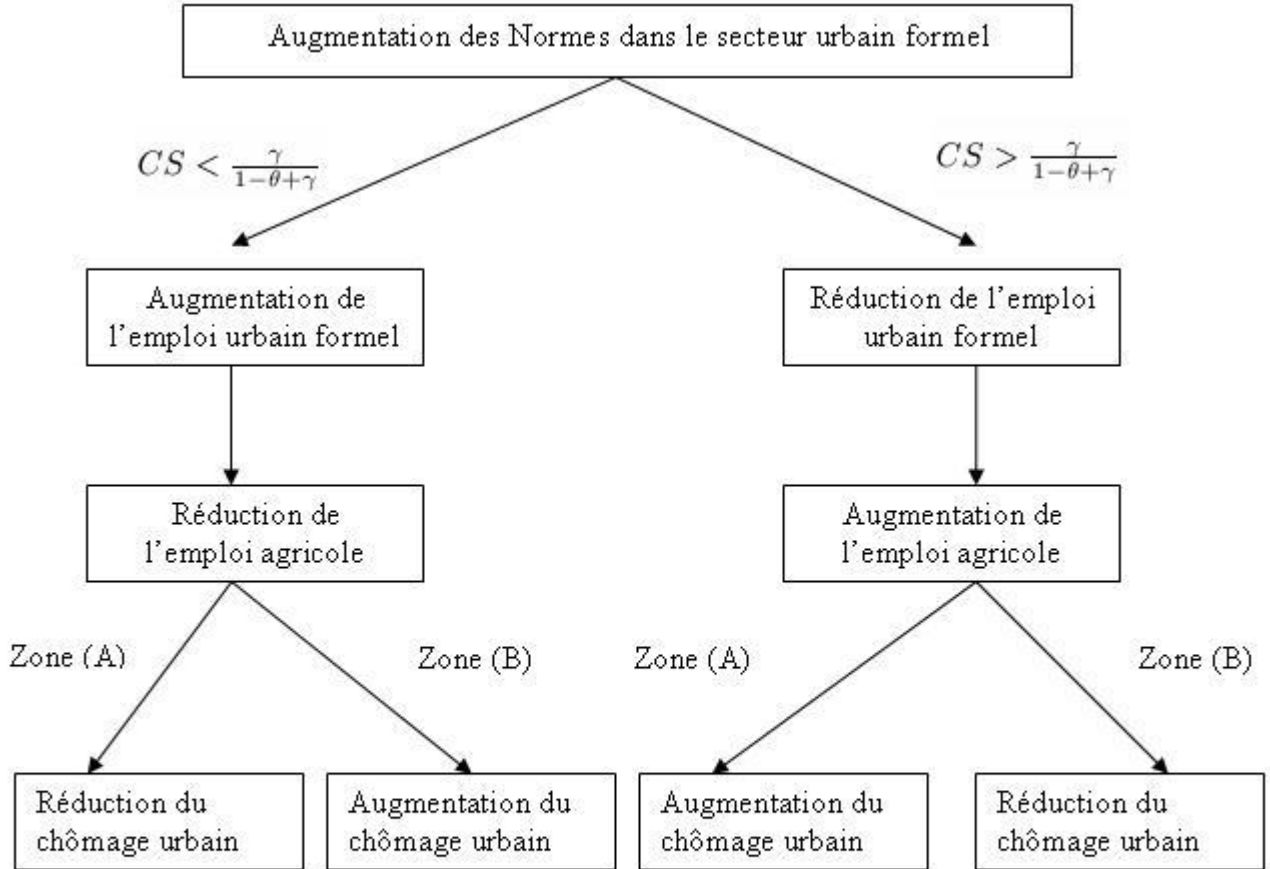 Augmentation des Normes dans le secteur urbain formel
CS < γ/(1−θ+γ)
CS > γ/(1−θ+γ)
Augmentation de
l'emploi urbain formel
Réduction de l'emploi
urbain formel
Réduction de
l'emploi agricole
Augmentation de
l'emploi agricole
Zone (A)
Zone (B)
Zone (A)
Zone (B)
Réduction du
chômage urbain
Augmentation du
chômage urbain
Augmentation du
chômage urbain
Réduction du
chômage urbain